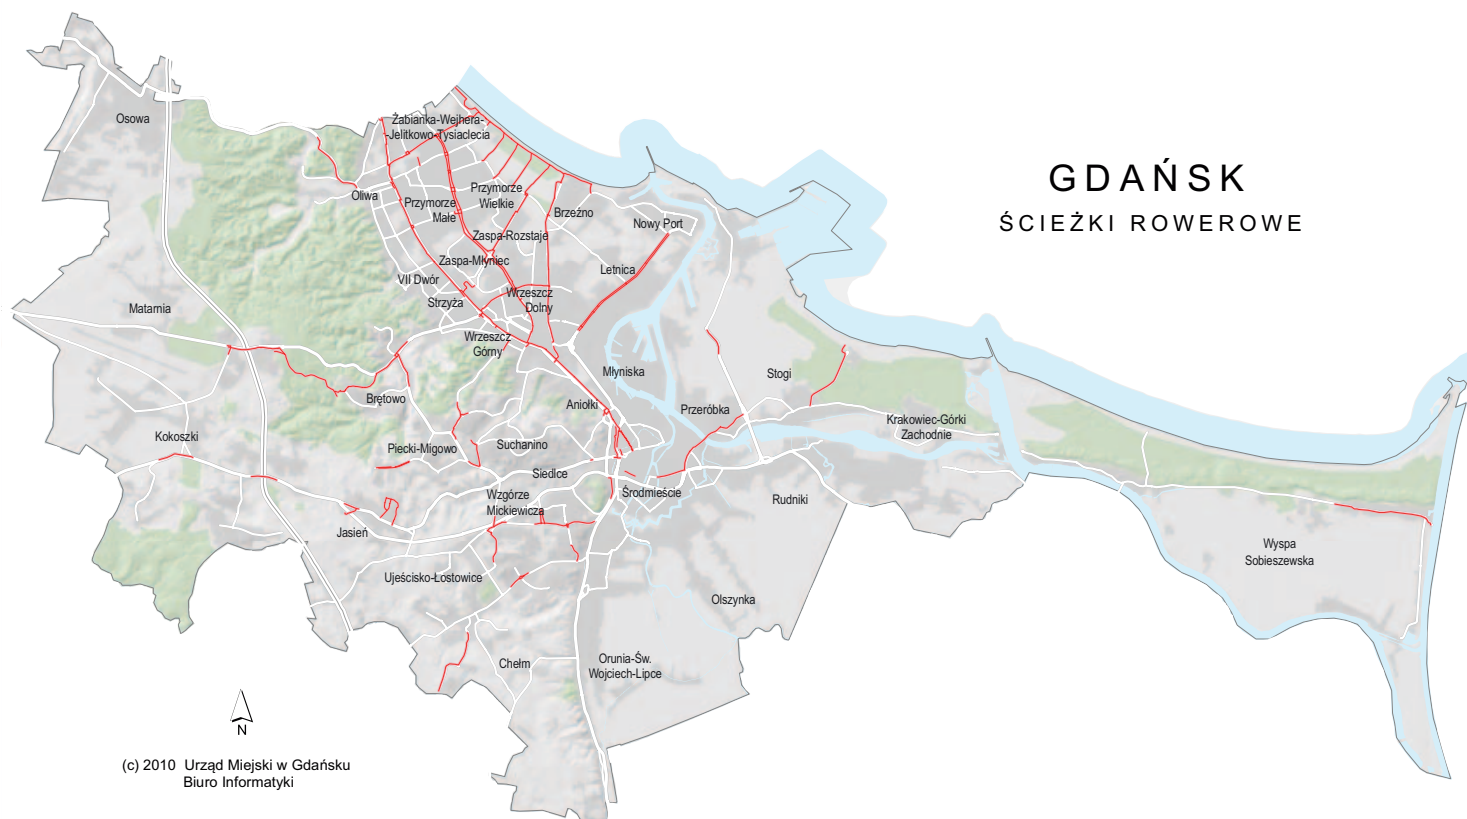 GDAŃSK
ŚCIEŻKI ROWEROWE
Osowa
Żabianka-Wejhera-
-Jelitkowo-Tysiaclecia
Oliwa
Przymorze
Małe
Przymorze
Wielkie
Brzeźno
Nowy Port
Zaspa-Rozstaje
Zaspa-Młyniec
Letnica
VII Dwór
Strzyża
Wrzeszcz
Dolny
Matarnia
Wrzeszcz
Górny
Młyniska
Stogi
Brętowo
Aniołki
Przeróbka
Krakowiec-Górki
Zachodnie
Kokoszki
Piecki-Migowo
Suchanino
Siedlce
Wzgórze
Mickiewicza
Środmieście
Rudniki
Jasień
Wyspa
Sobieszewska
Ujeścisko-Łostowice
Olszynka
Chełm
Orunia-Św.
Wojciech-Lipce
N
(c) 2010 Urząd Miejski w Gdańsku
Biuro Informatyki